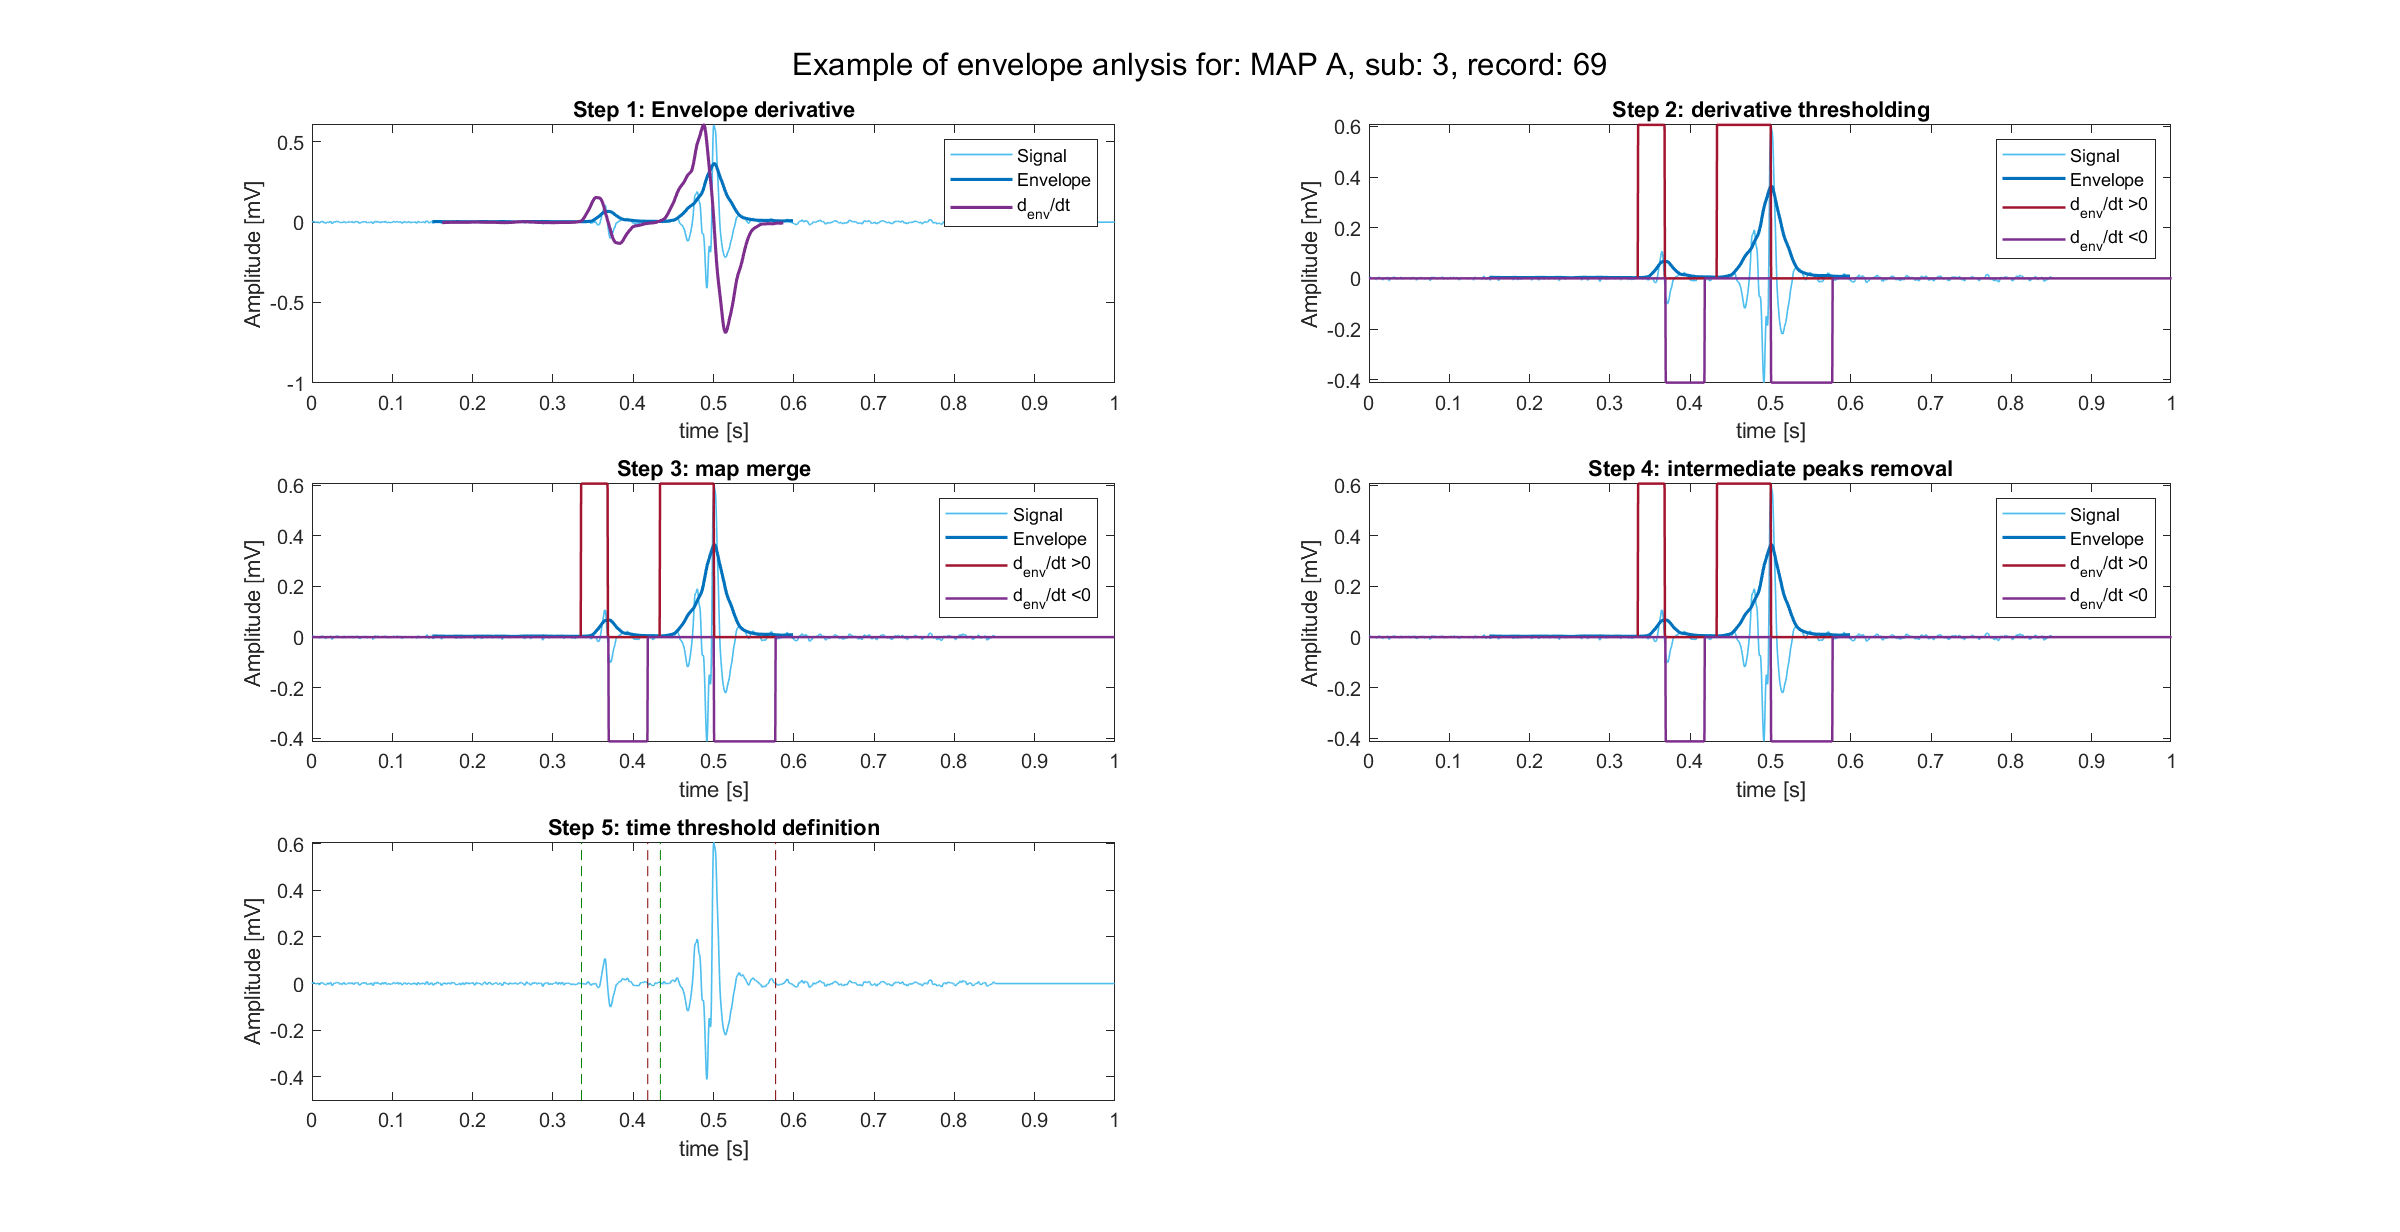 Example of envelope anlysis for: MAP A, sub: 3, record: 69
Step 1: Envelope derivative
Amplitude [mV]
0.5
0
-0.5
-1
Signal
Envelope
d_env/dt
0 0.1 0.2 0.3 0.4 0.5 0.6 0.7 0.8 0.9 1
time [s]
Step 2: derivative thresholding
Amplitude [mV]
0.6
0.4
0.2
0
-0.2
-0.4
Signal
Envelope
d_env/dt >0
d_env/dt <0
0 0.1 0.2 0.3 0.4 0.5 0.6 0.7 0.8 0.9 1
time [s]
Step 3: map merge
Amplitude [mV]
0.6
0.4
0.2
0
-0.2
-0.4
Signal
Envelope
d_env/dt >0
d_env/dt <0
0 0.1 0.2 0.3 0.4 0.5 0.6 0.7 0.8 0.9 1
time [s]
Step 4: intermediate peaks removal
Amplitude [mV]
0.6
0.4
0.2
0
-0.2
-0.4
Signal
Envelope
d_env/dt >0
d_env/dt <0
0 0.1 0.2 0.3 0.4 0.5 0.6 0.7 0.8 0.9 1
time [s]
Step 5: time threshold definition
Amplitude [mV]
0.6
0.4
0.2
0
-0.2
-0.4
0 0.1 0.2 0.3 0.4 0.5 0.6 0.7 0.8 0.9 1
time [s]